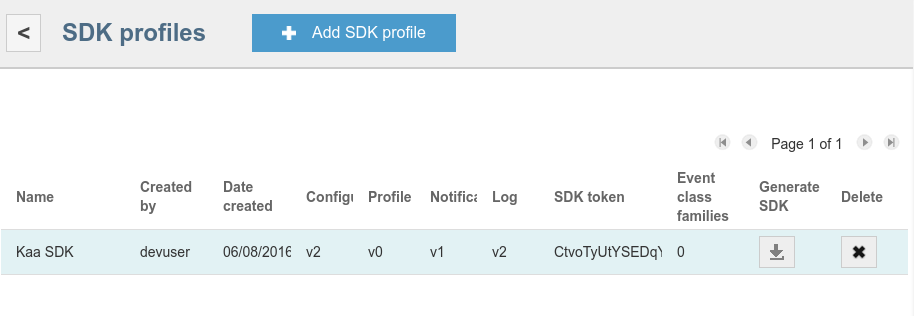 < SDK profiles + Add SDK profile
Page 1 of 1
Name Created by Date created Configu Profile Notifica Log SDK token Event class families Generate SDK Delete
Kaa SDK devuser 06/08/2016 v2 v0 v1 v2 CtvoTyUtYSEDqY 0